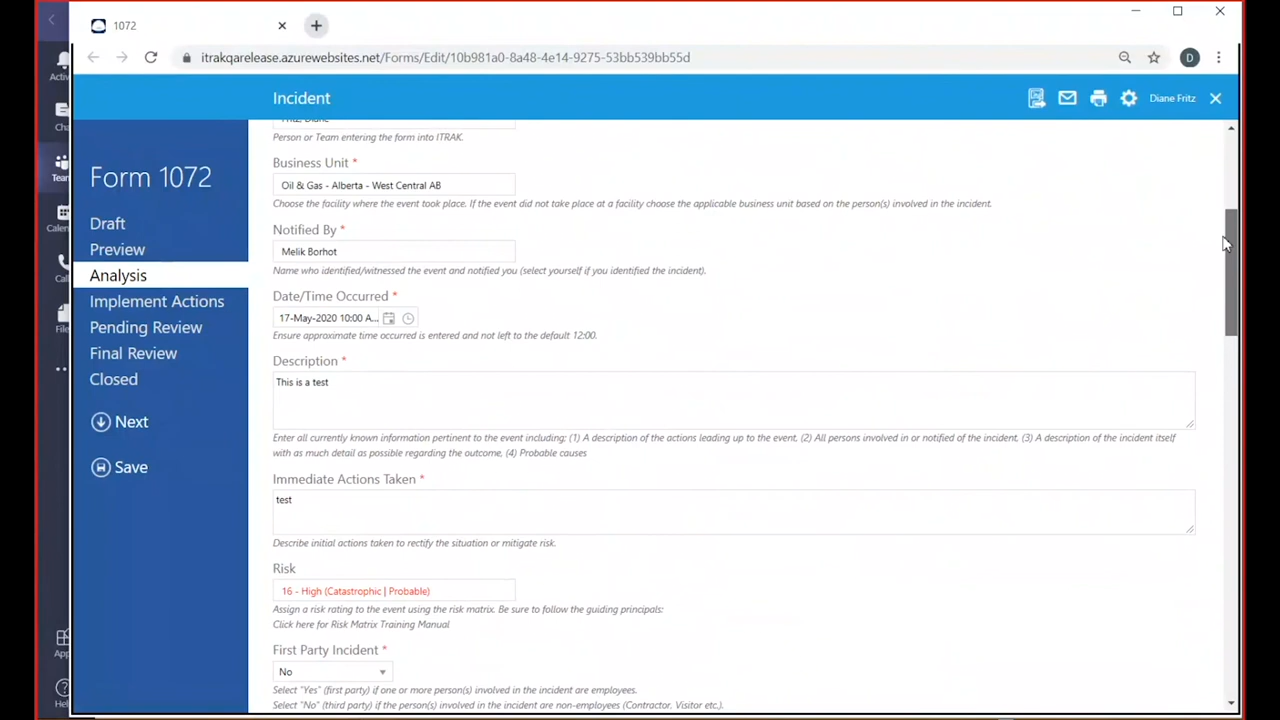 1072
itrakqarelease.azurewebsites.net/Forms/Edit/10b981a0-8a48-4e14-9275-53bb539bb55d
D
Incident
Diane Fritz
Form 1072
Draft
Preview
Analysis
Implement Actions
Pending Review
Final Review
Closed
Next
Save
Person or Team entering the form into ITRAK.
Business Unit *
Oil & Gas - Alberta - West Central AB
Choose the facility where the event took place. If the event did not take place at a facility choose the applicable business unit based on the person(s) involved in the incident.
Notified By *
Melik Borhot
Name who identified/witnessed the event and notified you (select yourself if you identified the incident).
Date/Time Occurred *
17-May-2020 10:00 A...
Ensure approximate time occurred is entered and not left to the default 12:00.
Description *
This is a test
Enter all currently known information pertinent to the event including: (1) A description of the actions leading up to the event, (2) All persons involved in or notified of the incident, (3) A description of the incident itself
with as much detail as possible regarding the outcome, (4) Probable causes
Immediate Actions Taken *
test
Describe initial actions taken to rectify the situation or mitigate risk.
Risk
16 - High (Catastrophic | Probable)
Assign a risk rating to the event using the risk matrix. Be sure to follow the guiding principals:
Click here for Risk Matrix Training Manual
First Party Incident *
No
Select "Yes" (first party) if one or more person(s) involved in the incident are employees.
Select "No" (third party) if the person(s) involved in the incident are non-employees (Contractor. Visitor etc.).